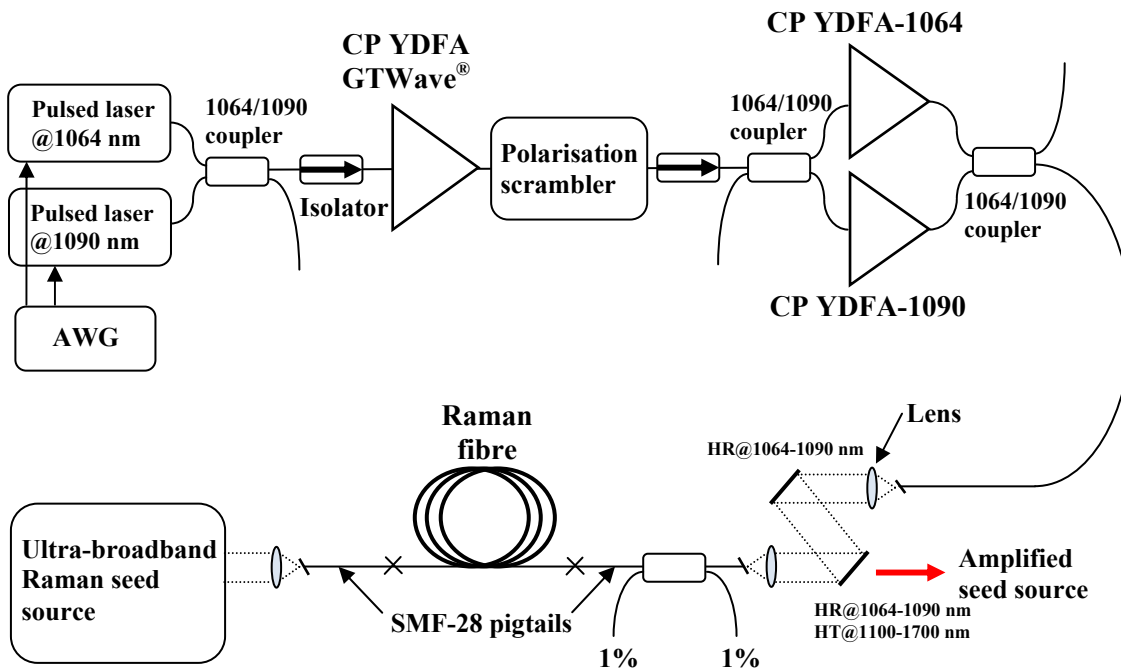 CP YDFA
GTWave®
CP YDFA-1064
Pulsed laser
@1064 nm
1064/1090
coupler
Polarisation
scrambler
1064/1090
coupler
Isolator
Pulsed laser
@1090 nm
1064/1090
coupler
CP YDFA-1090
AWG
Raman
fibre
Lens
HR@1064-1090 nm
Ultra-broadband
Raman seed
source
SMF-28 pigtails
1%
1%
Amplified
seed source
HR@1064-1090 nm
HT@1100-1700 nm